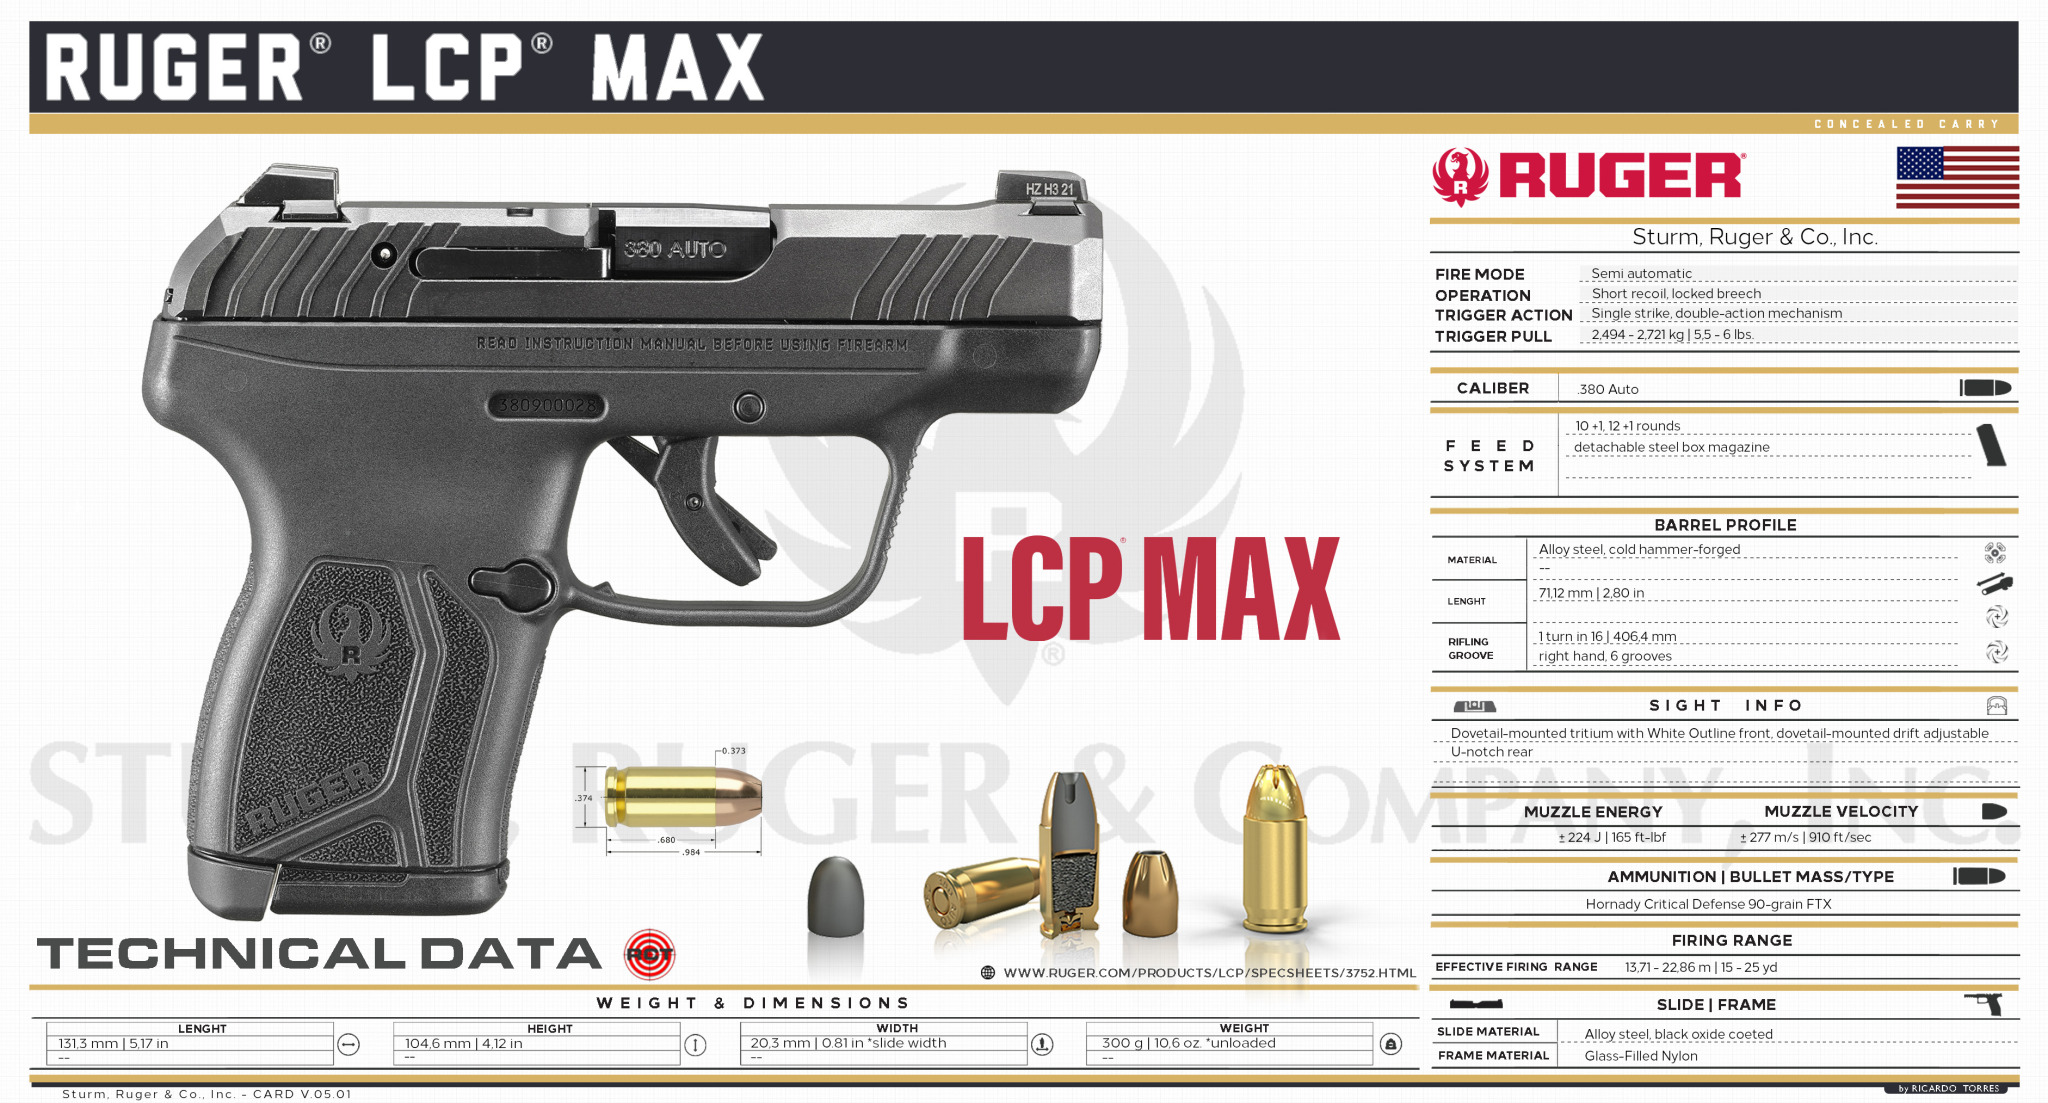 RUGER® LCP® MAX
CONCEALED CARRY
HZ H3 21
380 AUTO
READ INSTRUCTION MANUAL BEFORE USING FIREARM
380900028
R
RUGER
LCP® MAX
®
STURM, RUGER & COMPANY, INC.
0.373
.374
.680
.984
TECHNICAL DATA
RDT
WWW.RUGER.COM/PRODUCTS/LCP/SPECSHEETS/3752.HTML
WEIGHT & DIMENSIONS
LENGHT
131,3 mm | 5,17 in
--
HEIGHT
104,6 mm | 4,12 in
--
WIDTH
20,3 mm | 0.81 in *slide width
--
WEIGHT
300 g | 10,6 oz. *unloaded
--
RUGER®
Sturm, Ruger & Co., Inc.
FIRE MODE Semi automatic
OPERATION Short recoil, locked breech
TRIGGER ACTION Single strike, double-action mechanism
TRIGGER PULL 2,494 - 2,721 kg | 5,5 - 6 lbs.
CALIBER .380 Auto
FEED SYSTEM
10 +1, 12 +1 rounds
detachable steel box magazine
BARREL PROFILE
MATERIAL Alloy steel, cold hammer-forged
--
LENGHT 71,12 mm | 2,80 in
RIFLING GROOVE
1 turn in 16 | 406,4 mm
right hand, 6 grooves
SIGHT INFO
Dovetail-mounted tritium with White Outline front, dovetail-mounted drift adjustable
U-notch rear
MUZZLE ENERGY MUZZLE VELOCITY
± 224 J | 165 ft-lbf ± 277 m/s | 910 ft/sec
AMMUNITION | BULLET MASS/TYPE
Hornady Critical Defense 90-grain FTX
FIRING RANGE
EFFECTIVE FIRING RANGE 13,71 - 22,86 m | 15 - 25 yd
SLIDE | FRAME
SLIDE MATERIAL Alloy steel, black oxide coeted
FRAME MATERIAL Glass-Filled Nylon
Sturm, Ruger & Co., Inc. - CARD V.05.01
by RICARDO TORRES